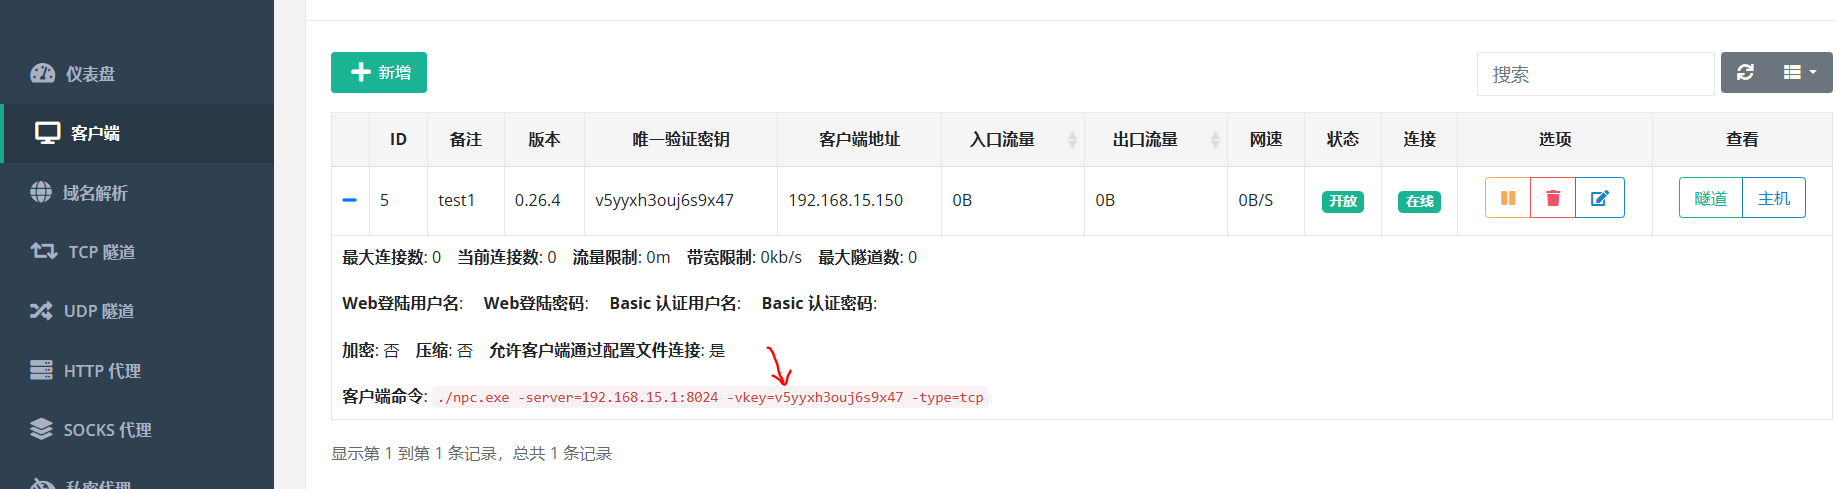 仪表盘
客户端
域名解析
TCP 隧道
UDP 隧道
HTTP 代理
SOCKS 代理
私密代理
新增
搜索
ID 备注 版本 唯一验证密钥 客户端地址 入口流量 出口流量 网速 状态 连接 选项 查看
5 test1 0.26.4 v5yyxh3ouj6s9x47 192.168.15.150 0B 0B 0B/S 开放 在线 隧道 主机
最大连接数: 0 当前连接数: 0 流量限制: 0m 带宽限制: 0kb/s 最大隧道数: 0
Web登陆用户名: Web登陆密码: Basic 认证用户名: Basic 认证密码:
加密: 否 压缩: 否 允许客户端通过配置文件连接: 是
客户端命令: ./npc.exe -server=192.168.15.1:8024 -vkey=v5yyxh3ouj6s9x47 -type=tcp
显示第 1 到第 1 条记录，总共 1 条记录